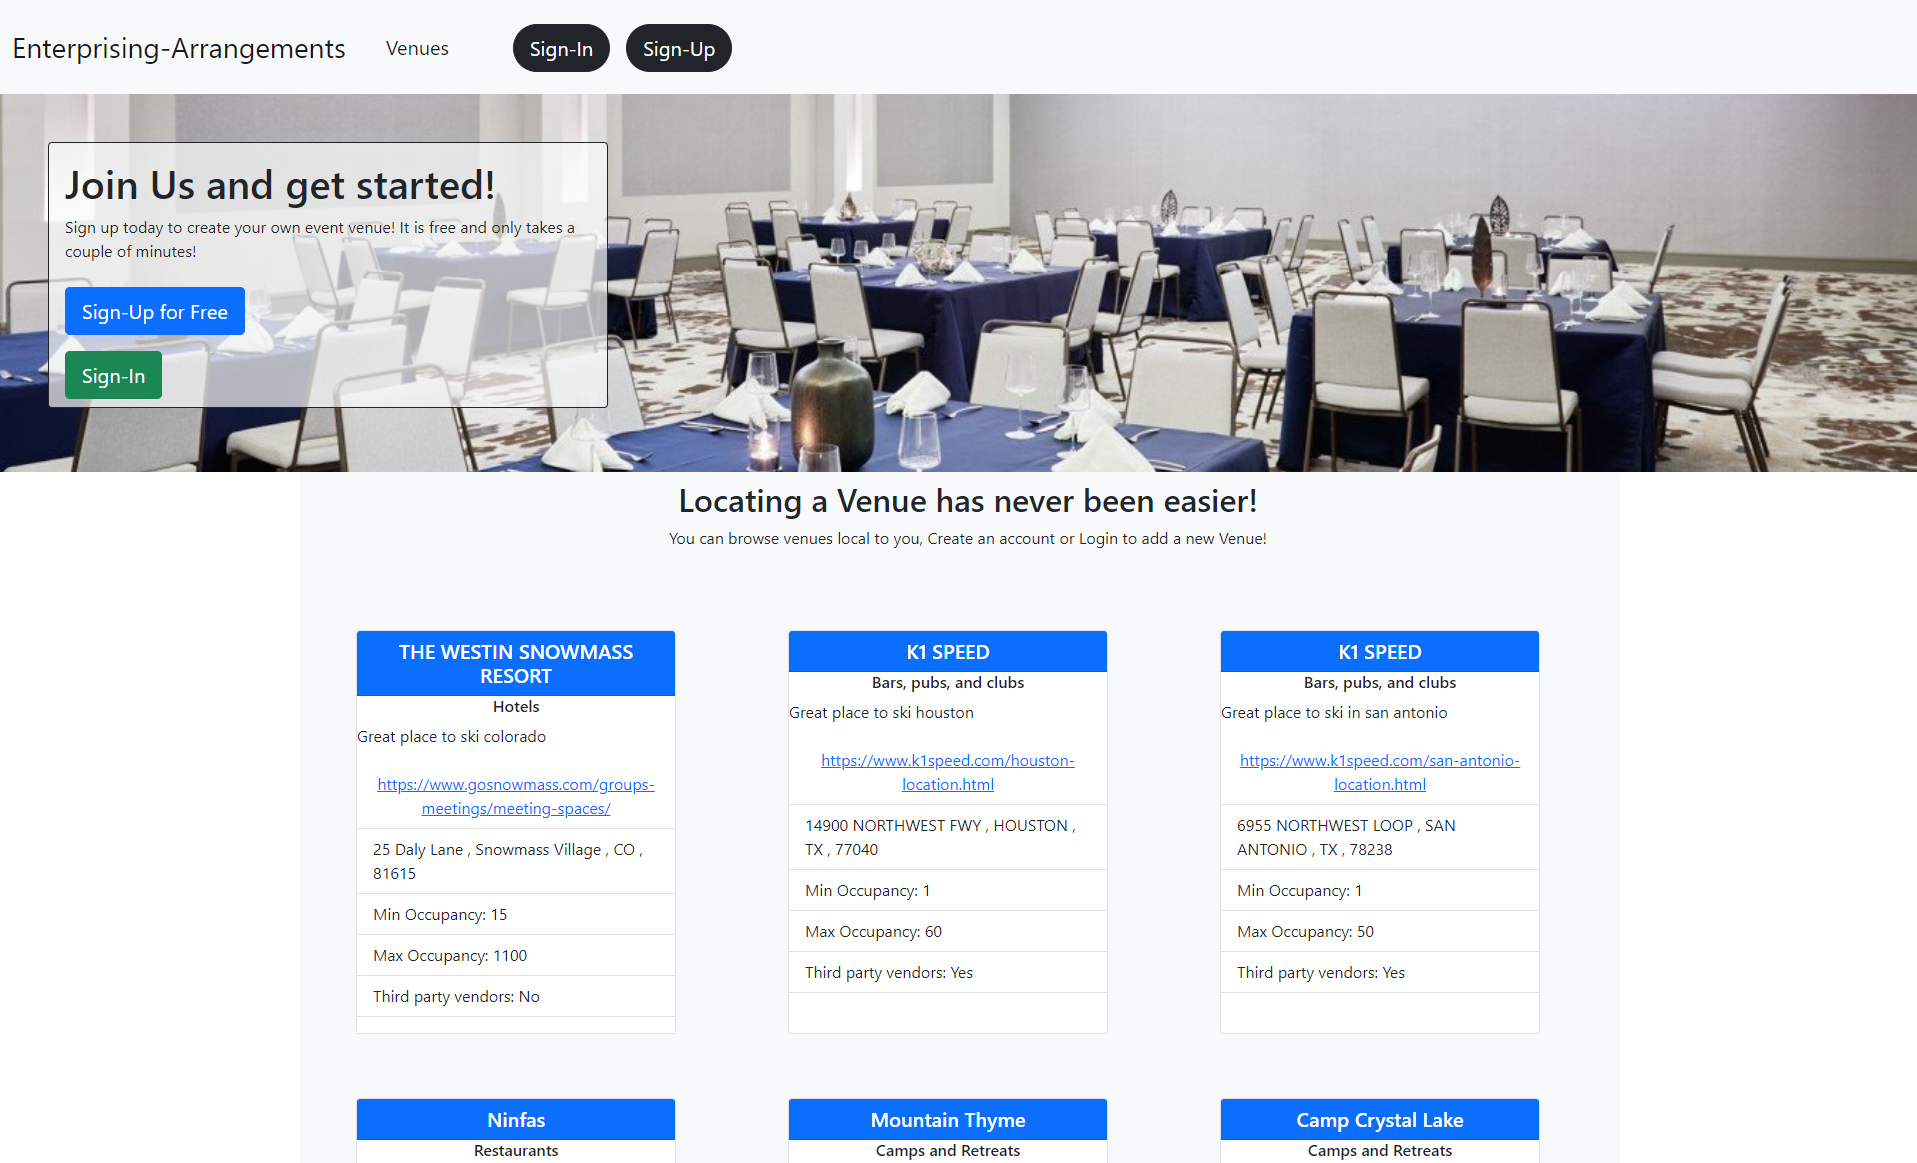 Enterprising-Arrangements Venues Sign-In Sign-Up
Join Us and get started!
Sign up today to create your own event venue! It is free and only takes a
couple of minutes!
Sign-Up for Free
Sign-In
Locating a Venue has never been easier!
You can browse venues local to you, Create an account or Login to add a new Venue!
THE WESTIN SNOWMASS
RESORT
Hotels
Great place to ski colorado
https://www.gosnowmass.com/groups-
meetings/meeting-spaces/
25 Daly Lane , Snowmass Village , CO ,
81615
Min Occupancy: 15
Max Occupancy: 1100
Third party vendors: No
K1 SPEED
Bars, pubs, and clubs
Great place to ski houston
https://www.k1speed.com/houston-
location.html
14900 NORTHWEST FWY , HOUSTON ,
TX , 77040
Min Occupancy: 1
Max Occupancy: 60
Third party vendors: Yes
K1 SPEED
Bars, pubs, and clubs
Great place to ski in san antonio
https://www.k1speed.com/san-antonio-
location.html
6955 NORTHWEST LOOP , SAN
ANTONIO , TX , 78238
Min Occupancy: 1
Max Occupancy: 50
Third party vendors: Yes
Ninfas
Restaurants
Mountain Thyme
Camps and Retreats
Camp Crystal Lake
Camps and Retreats